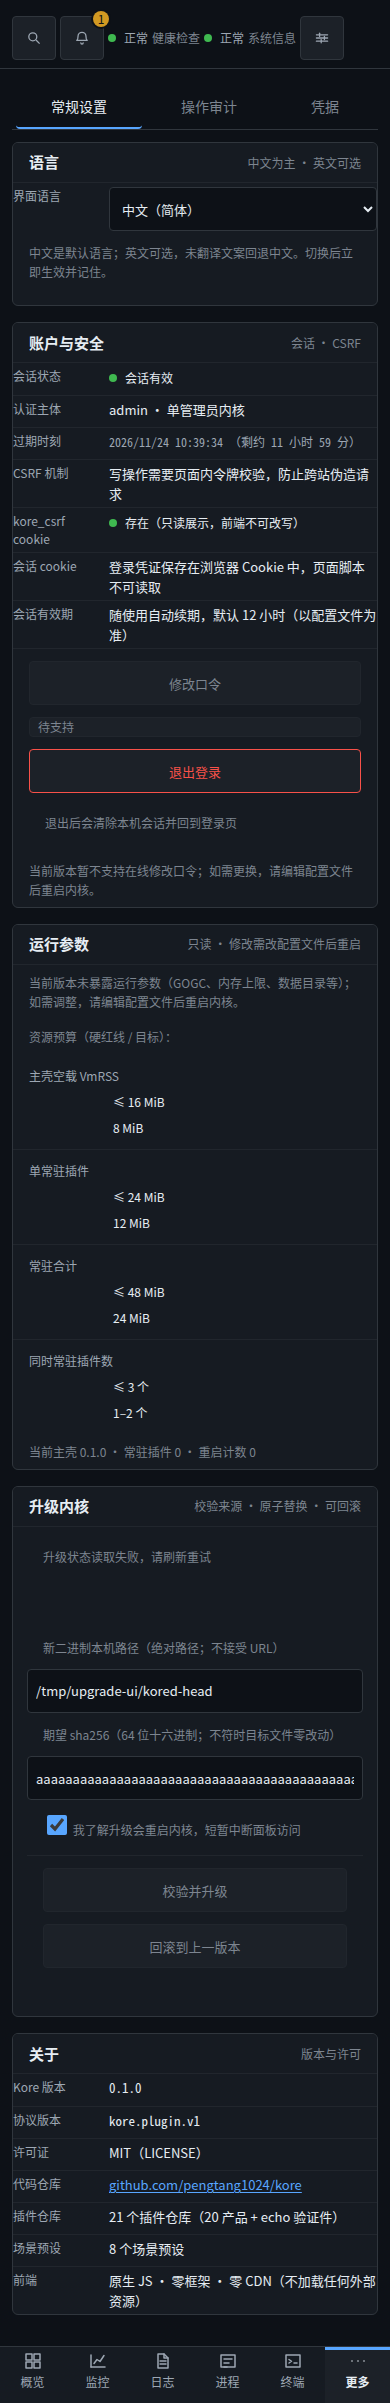 1
正常 健康检查 正常 系统信息
常规设置 操作审计 凭据
语言 中文为主 · 英文可选
界面语言 中文（简体）
中文是默认语言；英文可选，未翻译文案回退中文。切换后立
即生效并记住。
账户与安全 会话 · CSRF
会话状态 会话有效
认证主体 admin · 单管理员内核
过期时刻 2026/11/24 10:39:34 （剩约 11 小时 59 分）
CSRF 机制 写操作需要页面内令牌校验，防止跨站伪造请
求
kore_csrf
cookie 存在（只读展示，前端不可改写）
会话 cookie 登录凭证保存在浏览器 Cookie 中，页面脚本
不可读取
会话有效期 随使用自动续期，默认 12 小时（以配置文件为
准）
修改口令
待支持
退出登录
退出后会清除本机会话并回到登录页
当前版本暂不支持在线修改口令；如需更换，请编辑配置文件
后重启内核。
运行参数 只读 · 修改需改配置文件后重启
当前版本未暴露运行参数（GOGC、内存上限、数据目录等）；
如需调整，请编辑配置文件后重启内核。
资源预算（硬红线 / 目标）：
主壳空载 VmRSS
≤ 16 MiB
8 MiB
单常驻插件
≤ 24 MiB
12 MiB
常驻合计
≤ 48 MiB
24 MiB
同时常驻插件数
≤ 3 个
1–2 个
当前主壳 0.1.0 · 常驻插件 0 · 重启计数 0
升级内核 校验来源 · 原子替换 · 可回滚
升级状态读取失败，请刷新重试
新二进制本机路径（绝对路径；不接受 URL）
/tmp/upgrade-ui/kored-head
期望 sha256（64 位十六进制；不符时目标文件零改动）
aaaaaaaaaaaaaaaaaaaaaaaaaaaaaaaaaaaaaaaaaaaa
我了解升级会重启内核，短暂中断面板访问
校验并升级
回滚到上一版本
关于 版本与许可
Kore 版本 0.1.0
协议版本 kore.plugin.v1
许可证 MIT（LICENSE）
代码仓库 github.com/pengtang1024/kore
插件仓库 21 个插件仓库（20 产品 + echo 验证件）
场景预设 8 个场景预设
前端 原生 JS · 零框架 · 零 CDN（不加载任何外部
资源）
概览 监控 日志 进程 终端 更多